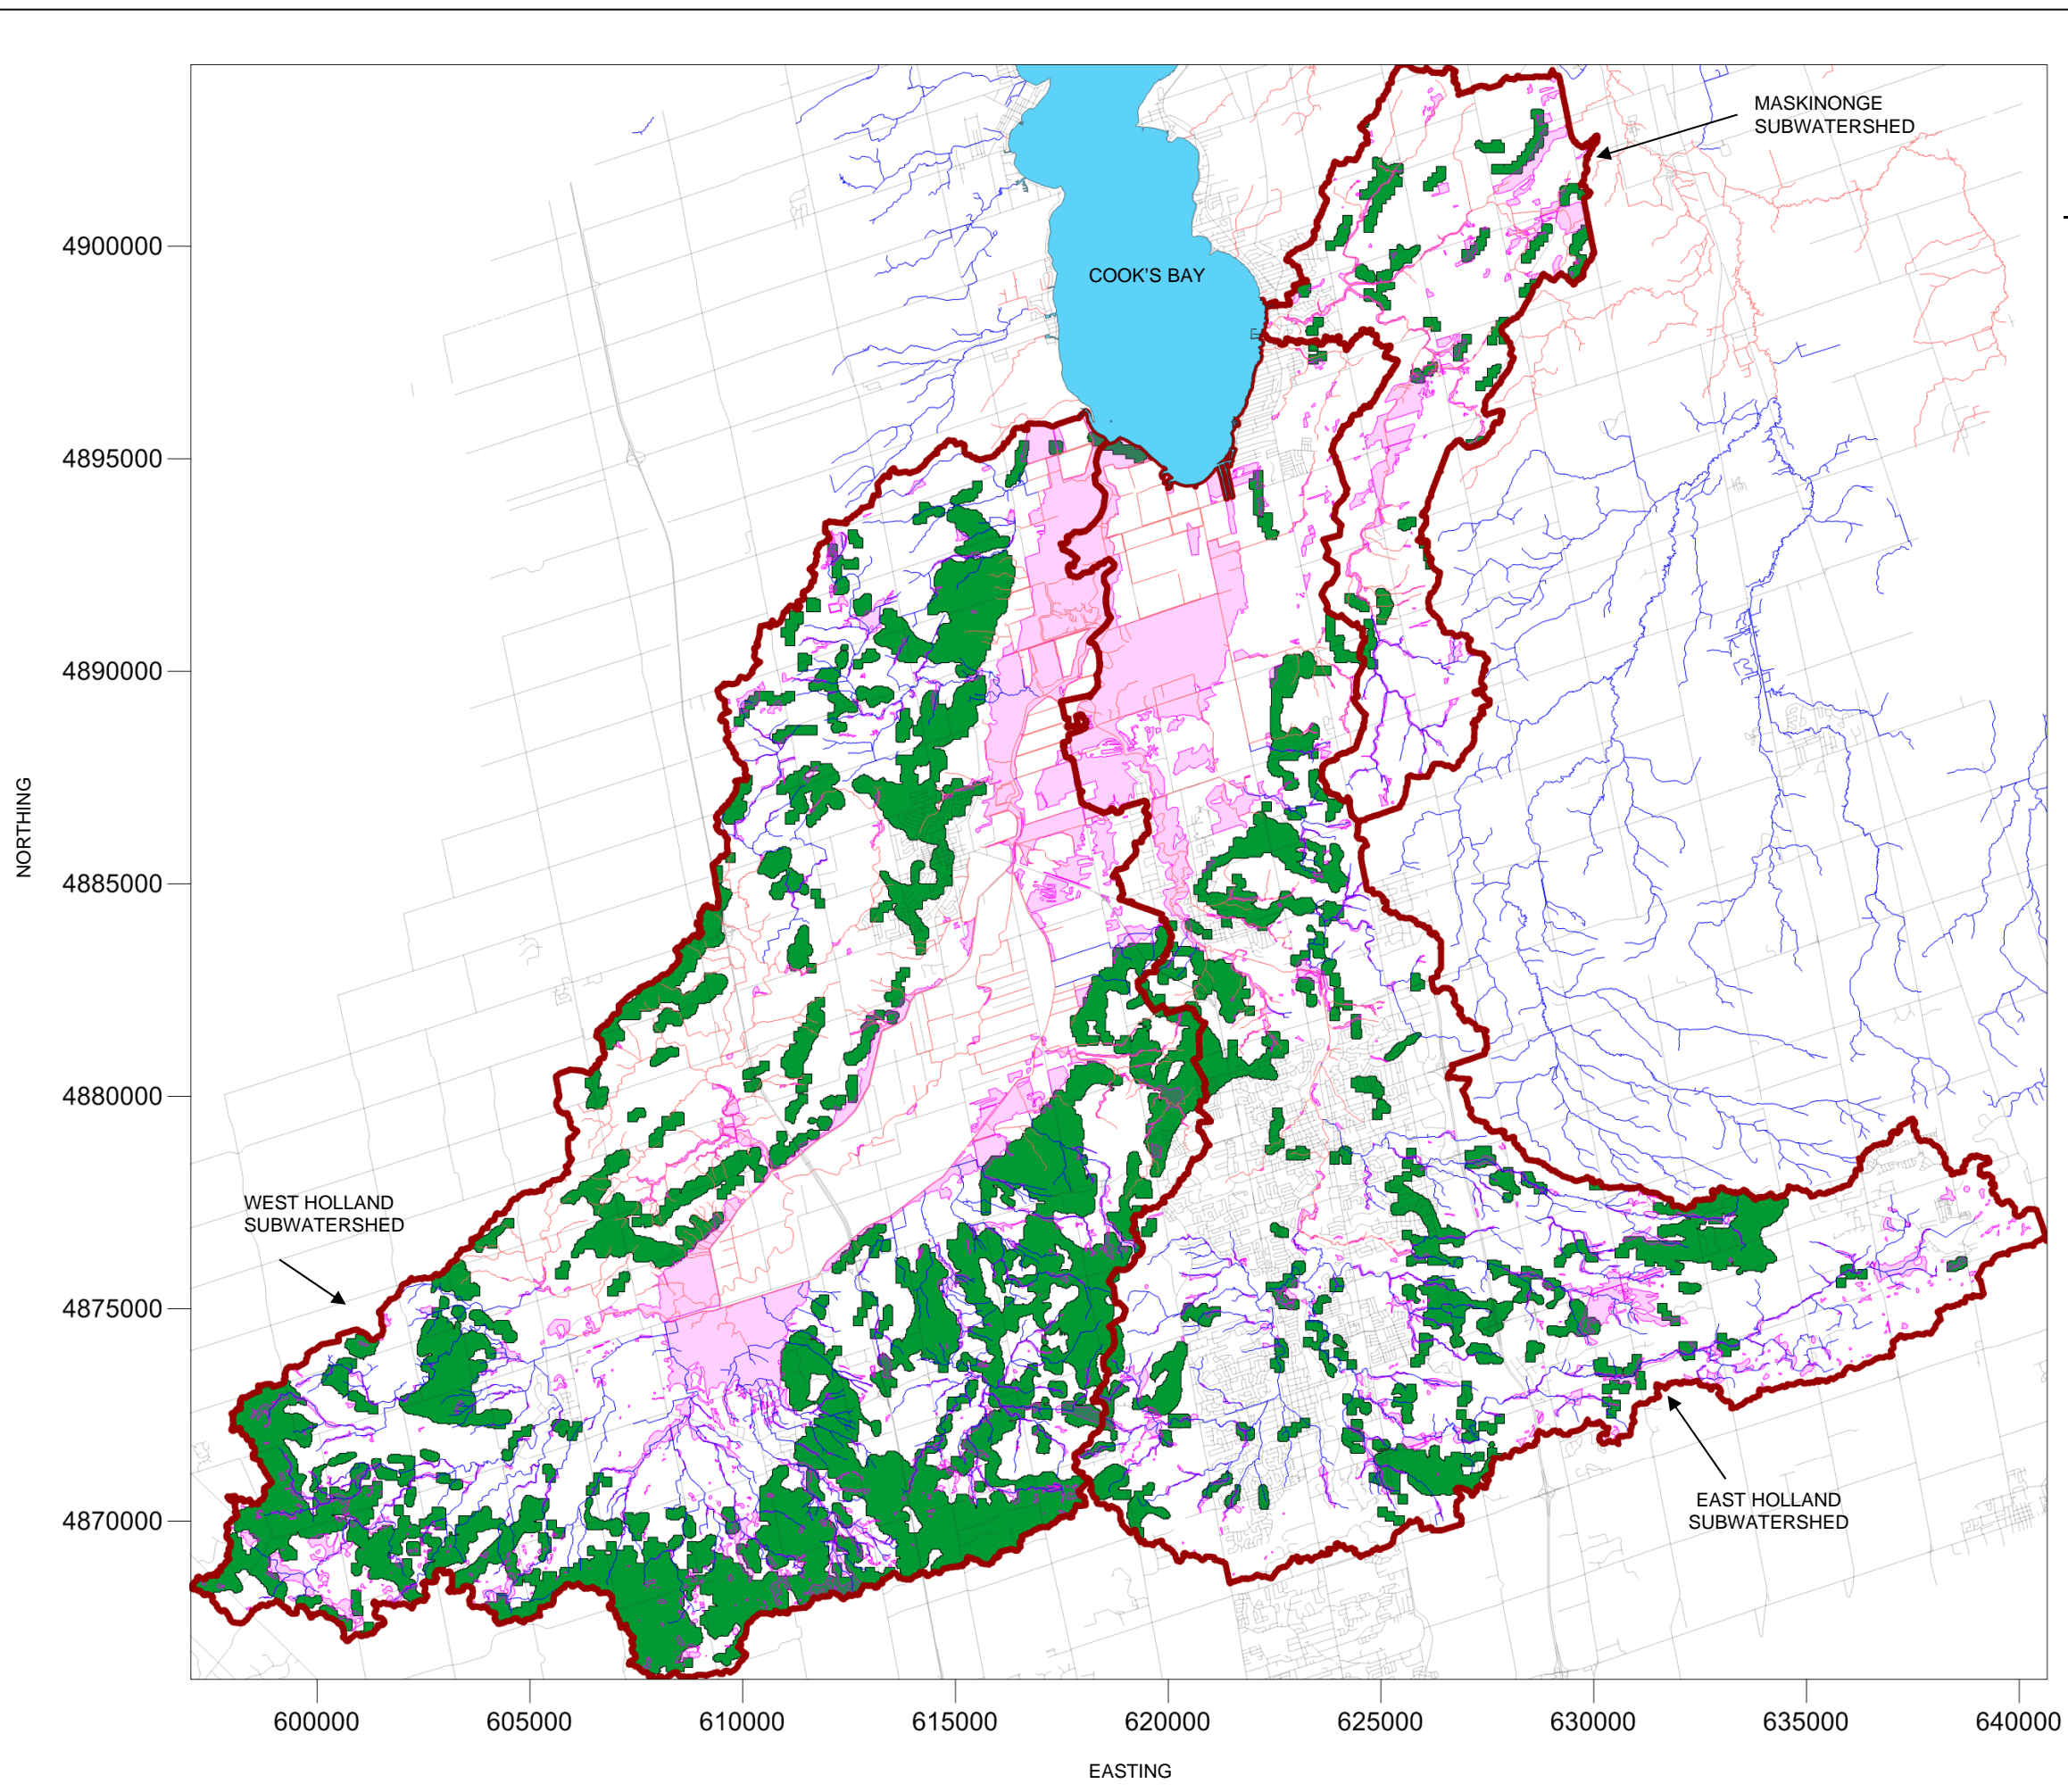 MASKINONGE
SUBWATERSHED
4900000
COOK'S BAY
4895000
4890000
NORTHING
4885000
4880000
WEST HOLLAND
SUBWATERSHED
4875000
EAST HOLLAND
SUBWATERSHED
4870000
600000 605000 610000 615000 620000 625000 630000 635000 640000
EASTING